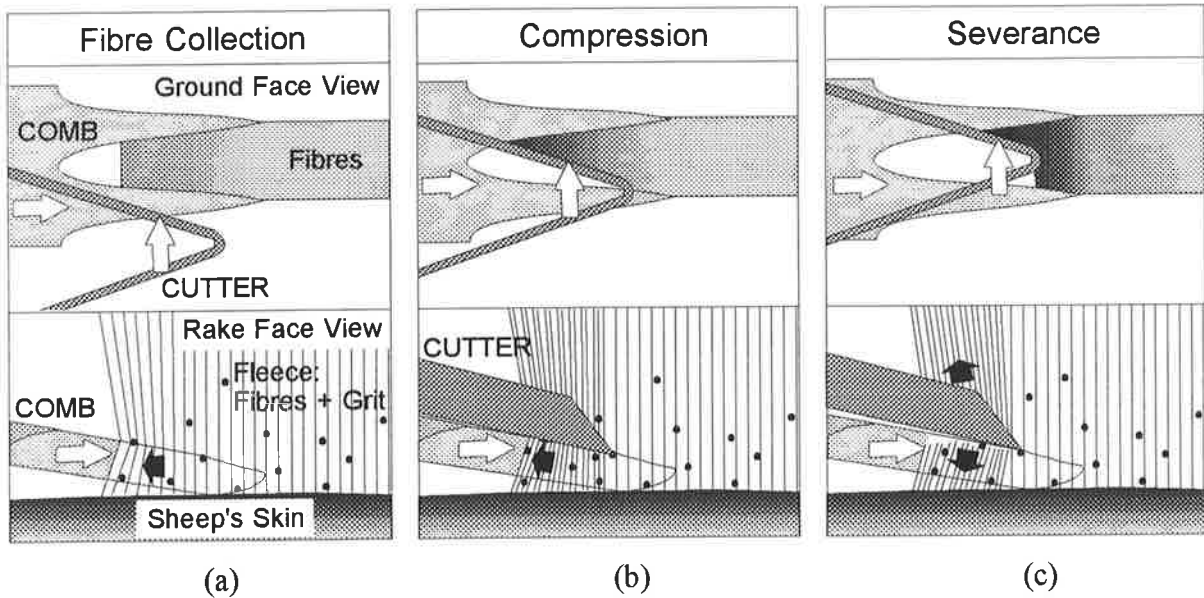 Fibre Collection
Ground Face View
COMB
Fibres
CUTTER
Rake Face View
Fleece:
Fibres + Grit
COMB
Sheep's Skin
(a)
Compression
CUTTER
(b)
Severance
(c)